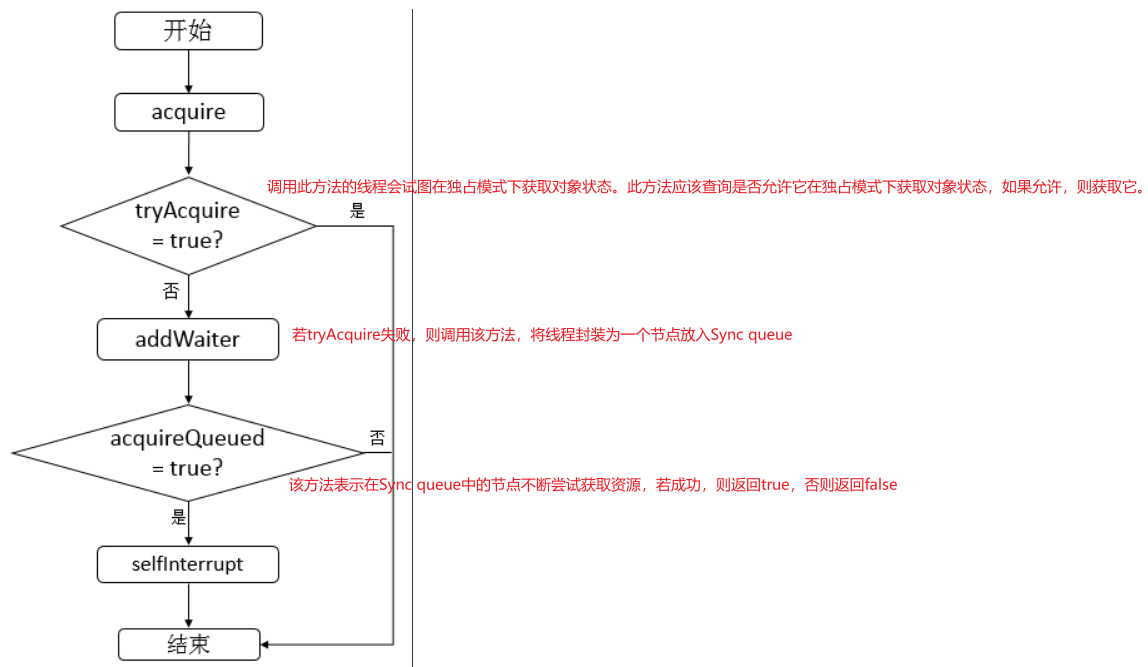 开始
acquire
调用此方法的线程会试图在独占模式下获取对象状态。此方法应该查询是否允许它在独占模式下获取对象状态，如果允许，则获取它。
tryAcquire
= true?
是
否
addWaiter
若tryAcquire失败，则调用该方法，将线程封装为一个节点放入Sync queue
acquireQueued
= true?
否
该方法表示在Sync queue中的节点不断尝试获取资源，若成功，则返回true，否则返回false
是
selfInterrupt
结束